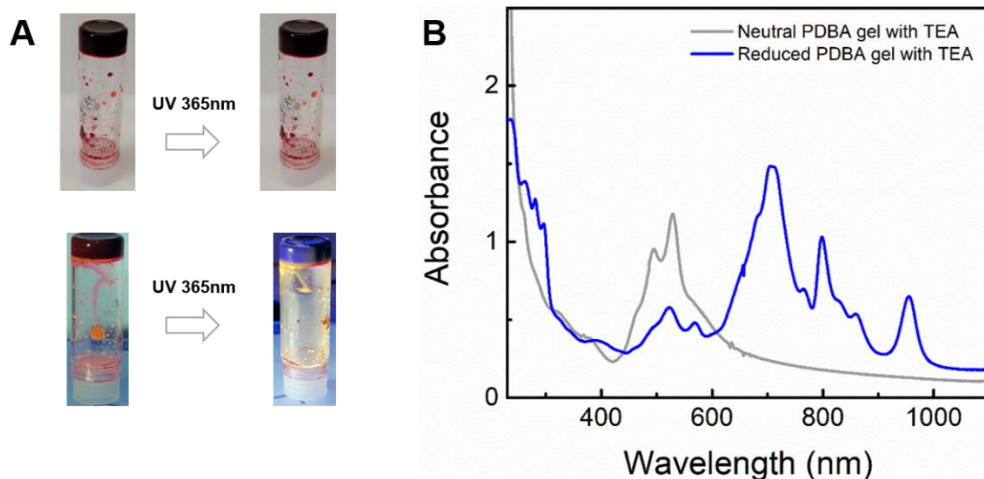 A
UV 365nm
UV 365nm
B
Neutral PDBA gel with TEA
Reduced PDBA gel with TEA
Absorbance
2
1
0
400
600
800
1000
Wavelength (nm)